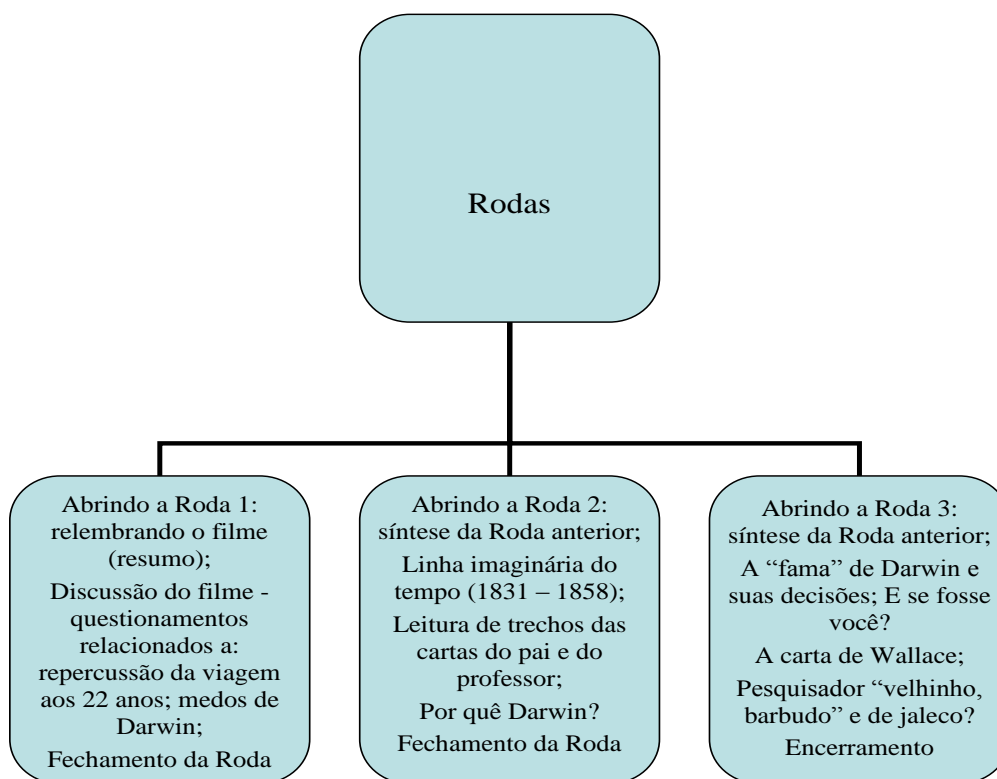 Rodas
Abrindo a Roda 1:
relembrando o filme
(resumo);
Discussão do filme -
questionamentos
relacionados a:
repercussão da viagem
aos 22 anos; medos de
Darwin;
Fechamento da Roda
Abrindo a Roda 2:
síntese da Roda anterior;
Linha imaginária do
tempo (1831 – 1858);
Leitura de trechos das
cartas do pai e do
professor;
Por quê Darwin?
Fechamento da Roda
Abrindo a Roda 3:
síntese da Roda anterior;
A “fama” de Darwin e
suas decisões; E se fosse
você?
A carta de Wallace;
Pesquisador “velhinho,
barbudo” e de jaleco?
Encerramento